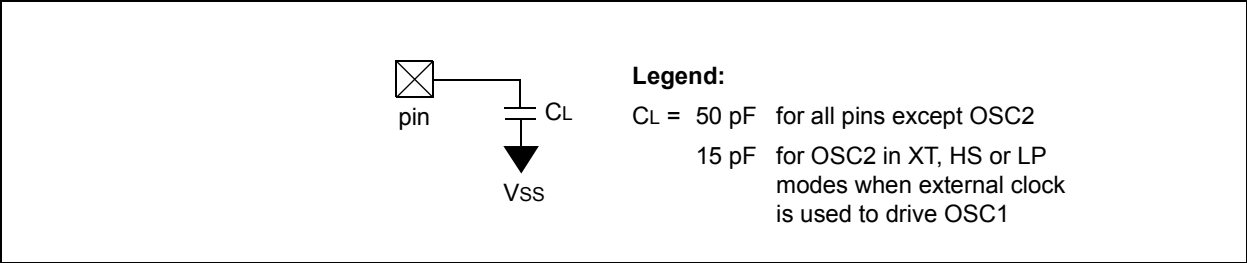 pin
CL
VSS
Legend:
CL = 50 pF for all pins except OSC2
15 pF for OSC2 in XT, HS or LP
modes when external clock
is used to drive OSC1